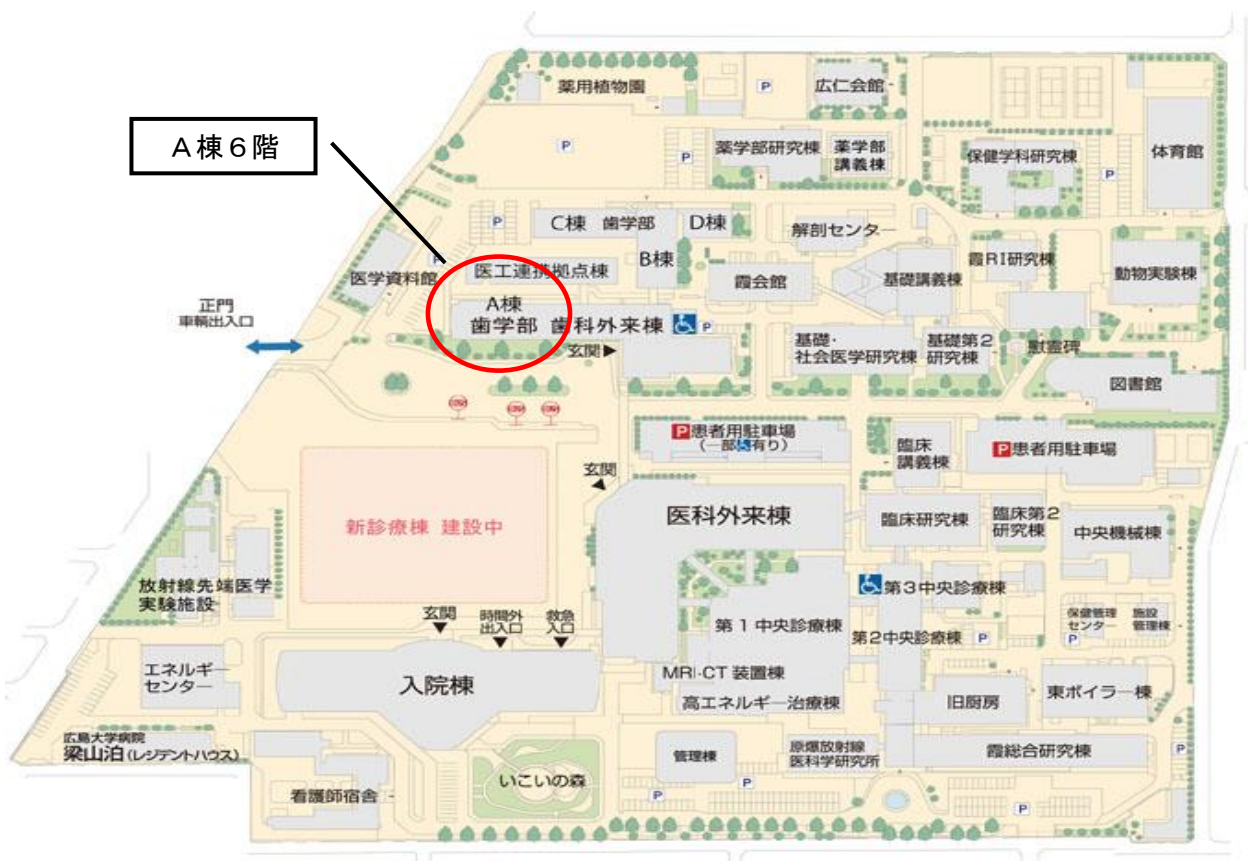 薬用植物園
P
広仁会館
A棟6階
P
P
薬学部研究棟
薬学部
講義棟
保健学科研究棟
P
体育館
P
C棟 歯学部
D棟
解剖センター
医学資料館
P
医工連携拠点棟
B棟
霞会館
基礎講義棟
霞RI研究棟
動物実験棟
正門
車輌出入口
A棟
歯学部
歯科外来棟
P
玄関
基礎・
社会医学研究棟
基礎第2
研究棟
慰霊碑
図書館
P患者用駐車場
(一部有り)
臨床
講義棟
P患者用駐車場
玄関
新診療棟 建設中
医科外来棟
臨床研究棟
臨床第2
研究棟
中央機械棟
放射線先端医学
実験施設
第3中央診療棟
玄関
時間外
出入口
救急
入口
第1中央診療棟
第2中央診療棟
P
保健管理
センター
施設
管理棟
P
エネルギー
センター
入院棟
MRI・CT 装置棟
高エネルギー治療棟
旧厨房
東ボイラー棟
広島大学病院
梁山泊(レジデントハウス)
管理棟
原爆放射線
医科学研究所
霞総合研究棟
P
看護師宿舎
いこいの森
P
P
P